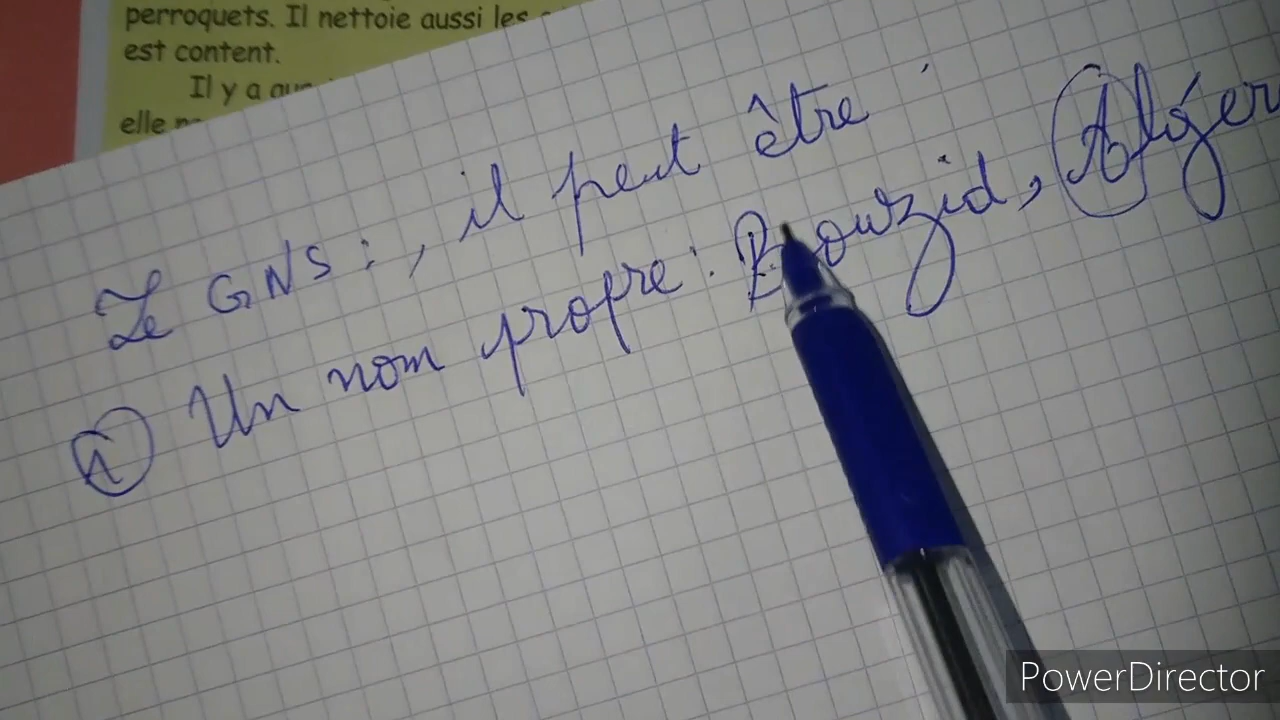 perroquets. Il nettoie aussi les
est content.
Il y a
elle
Le GNS : , il peut être
1 Un nom propre : Bouzid, Alger
PowerDirector